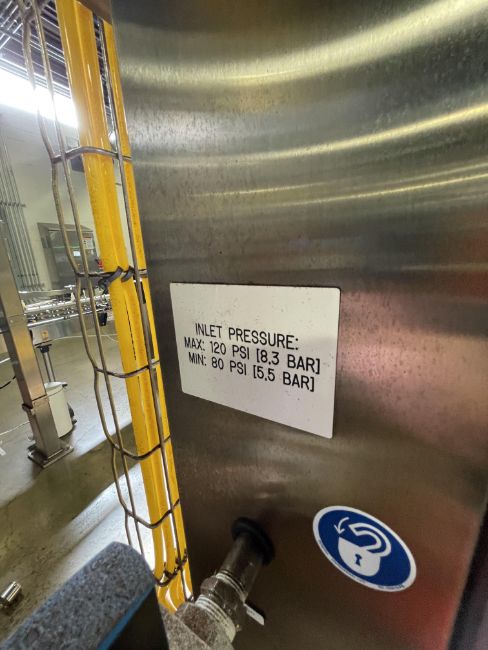 INLET PRESSURE:
MAX: 120 PSI [8,3 BAR]
MIN: 80 PSI [5,5 BAR]